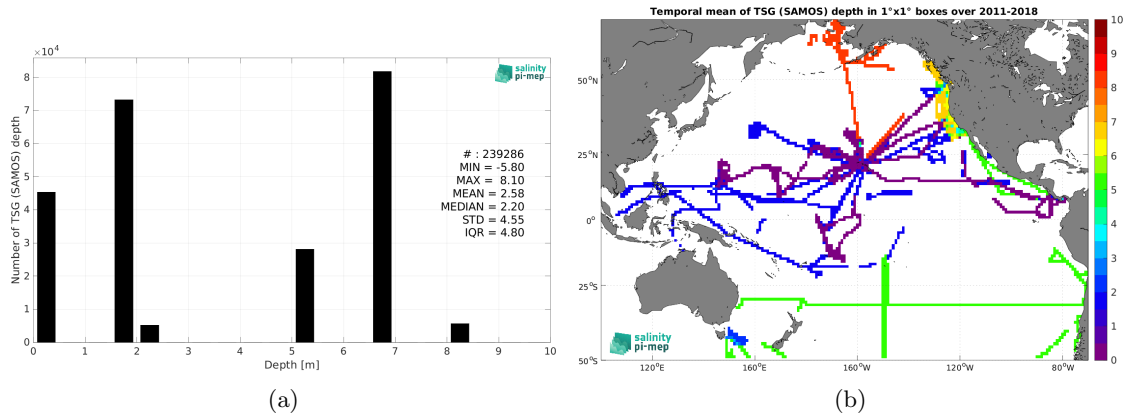 ×10⁴
9
8
7
6
5
4
3
2
1
0
Number of TSG (SAMOS) depth
salinity
pi-mep
# : 239286
MIN = -5.80
MAX = 8.10
MEAN = 2.58
MEDIAN = 2.20
STD = 4.55
IQR = 4.80
0 1 2 3 4 5 6 7 8 9 10
Depth [m]
(a)
Temporal mean of TSG (SAMOS) depth in 1°x1° boxes over 2011-2018
50°N
25°N
0°
25°S
50°S
120°E 160°E 160°W 120°W 80°W
salinity
pi-mep
10
9
8
7
6
5
4
3
2
1
0
(b)